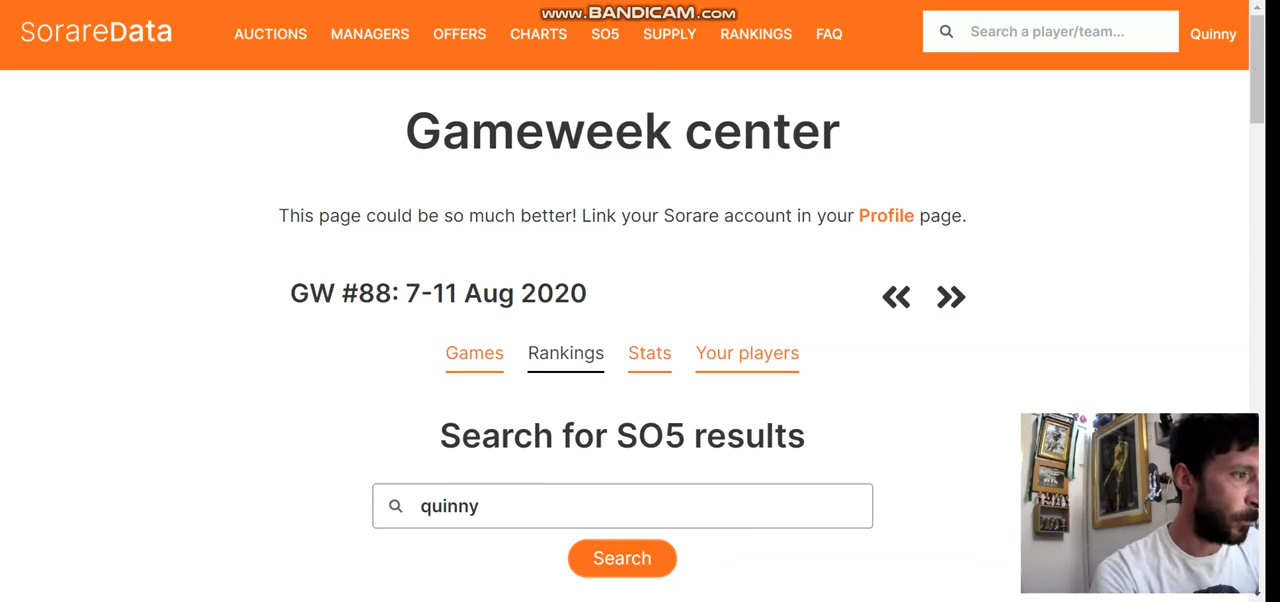 www.BANDICAM.com
SorareData AUCTIONS MANAGERS OFFERS CHARTS SO5 SUPPLY RANKINGS FAQ Search a player/team... Quinny
Gameweek center
This page could be so much better! Link your Sorare account in your Profile page.
GW #88: 7-11 Aug 2020
Games Rankings Stats Your players
Search for SO5 results
quinny
Search